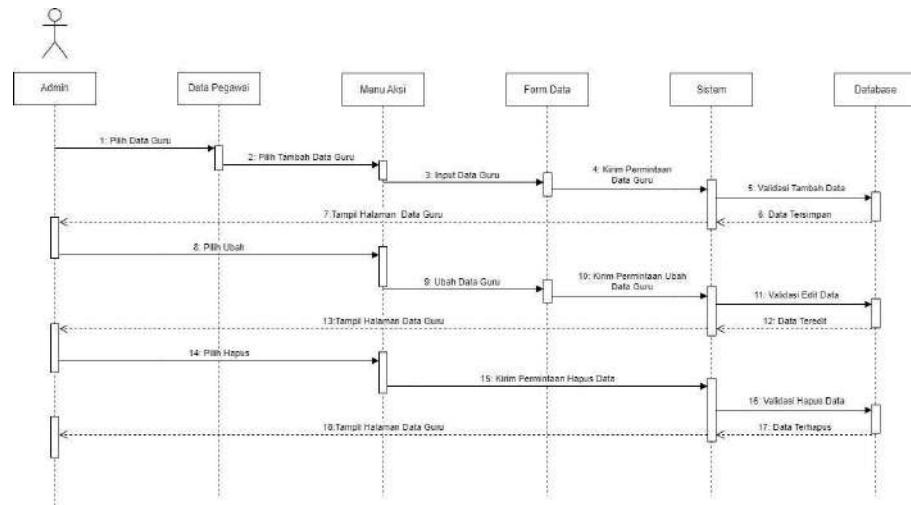 Admin
Data Pegawai
Menu Aksi
Form Data
Sistem
Database
1: Pilih Data Guru
2: Pilih Tambah Data Guru
3: Input Data Guru
4: Kirim Permintaan
Data Guru
5: Validasi Tambah Data
6: Data Tersimpan
7:Tampil Halaman Data Guru
8: Pilih Ubah
9: Ubah Data Guru
10: Kirim Permintaan Ubah
Data Guru
11: Validasi Edit Data
12: Data Teredit
13:Tampil Halaman Data Guru
14: Pilih Hapus
15: Kirim Permintaan Hapus Data
16: Validasi Hapus Data
17: Data Terhapus
18:Tampil Halaman Data Guru